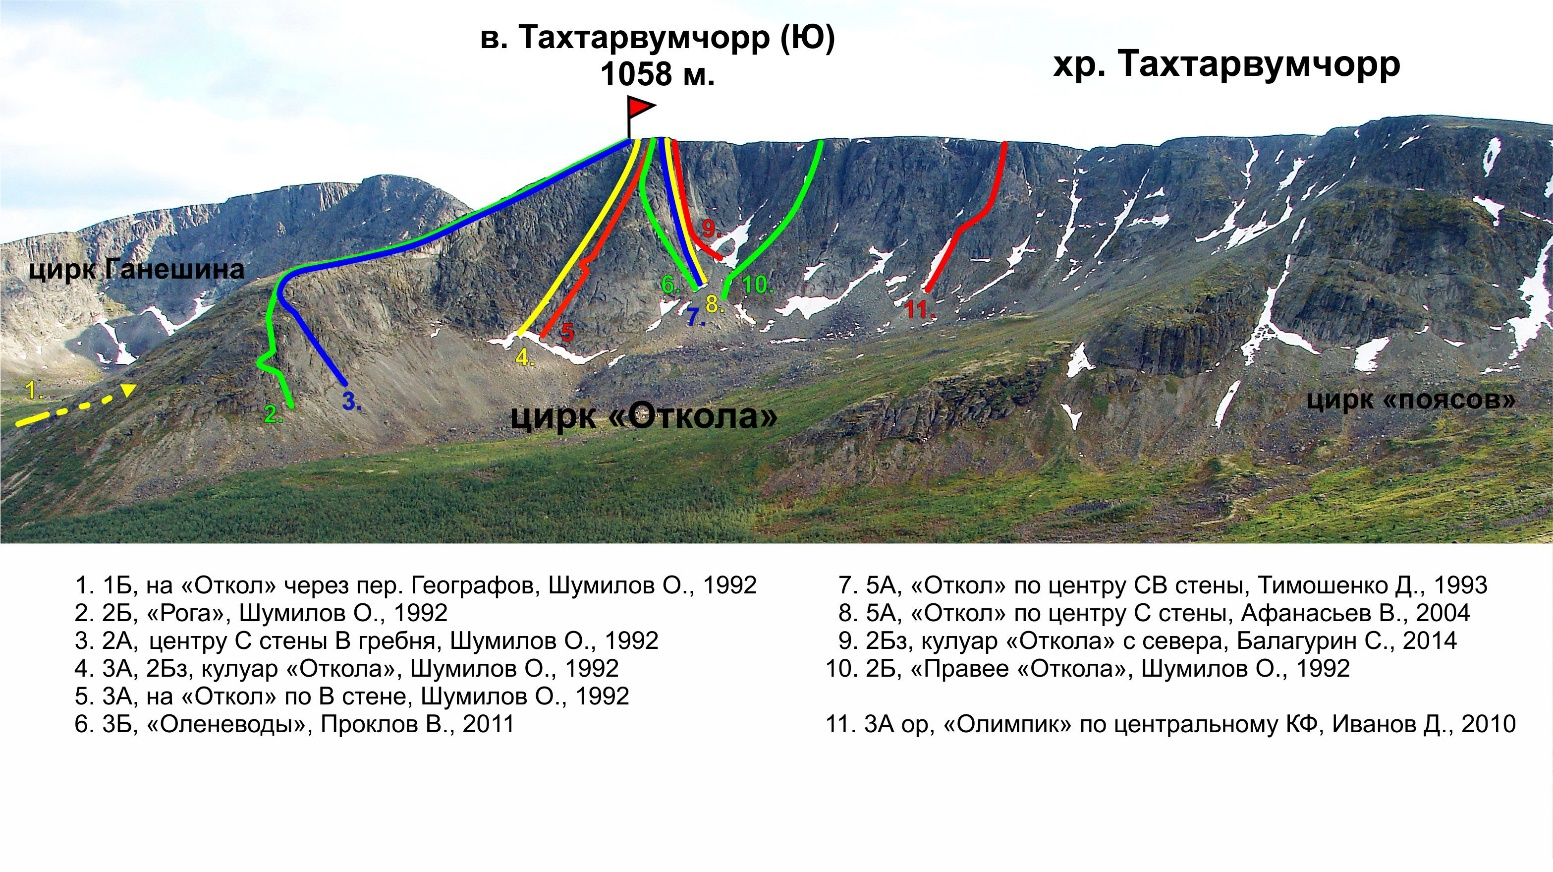 в. Тахтарвумчорр (Ю)
1058 м.
хр. Тахтарвумчорр
цирк Ганешина
цирк «Откола»
цирк «поясов»
1.
2.
3.
4.
5
6.
7.
8.
9.
10.
11.
1. 1Б, на «Откол» через пер. Географов, Шумилов О., 1992
2. 2Б, «Рога», Шумилов О., 1992
3. 2А, центру С стены В гребня, Шумилов О., 1992
4. 3А, 2Бз, кулуар «Откола», Шумилов О., 1992
5. 3А, на «Откол» по В стене, Шумилов О., 1992
6. 3Б, «Оленеводы», Проклов В., 2011
7. 5А, «Откол» по центру СВ стены, Тимошенко Д., 1993
8. 5А, «Откол» по центру С стены, Афанасьев В., 2004
9. 2Бз, кулуар «Откола» с севера, Балагурин С., 2014
10. 2Б, «Правее «Откола», Шумилов О., 1992
11. 3А ор, «Олимпик» по центральному КФ, Иванов Д., 2010